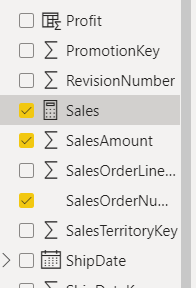 Profit
PromotionKey
RevisionNumber
Sales
SalesAmount
SalesOrderLine...
SalesOrderNu...
SalesTerritoryKey
ShipDate